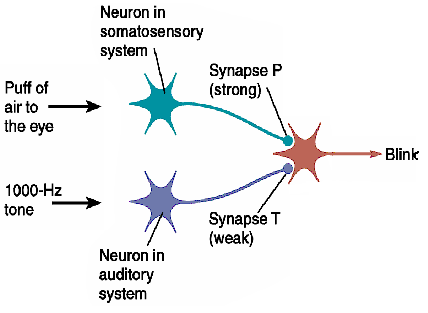 Neuron in
somatosensory
system
Synapse P
(strong)
Puff of
air to
the eye
Blink
1000-Hz
tone
Synapse T
(weak)
Neuron in
auditory
system